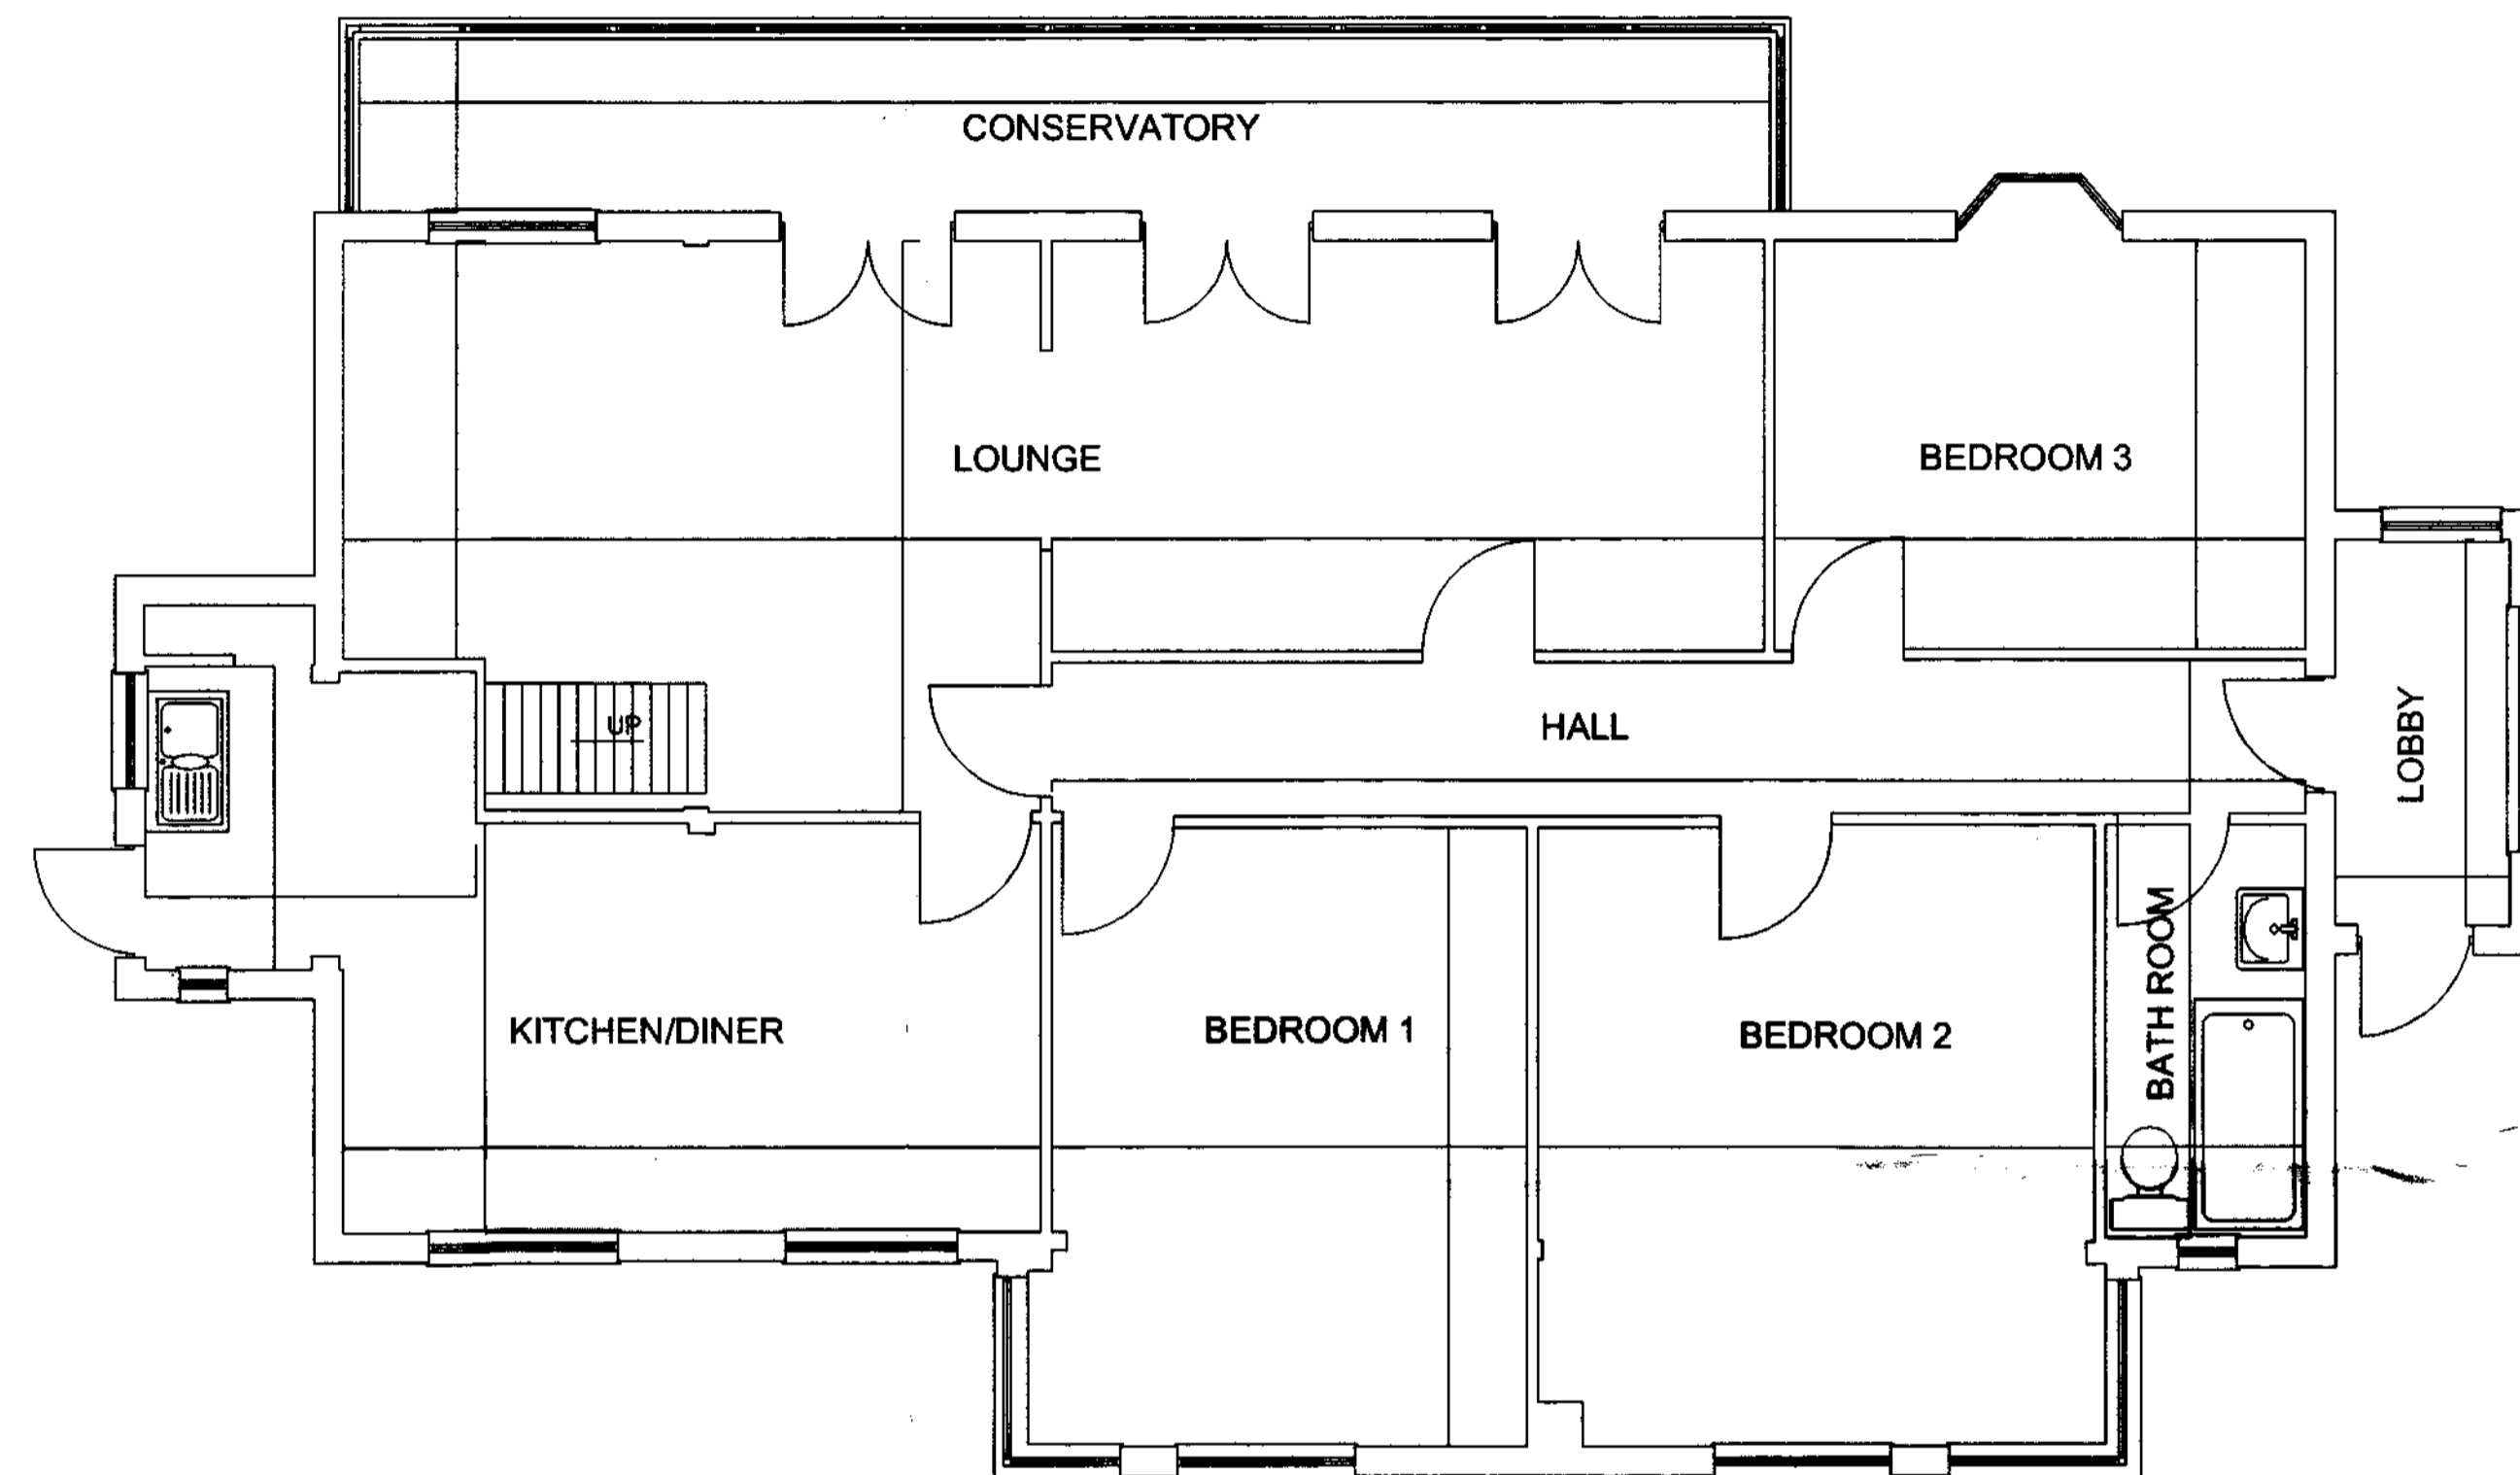 CONSERVATORY
LOUNGE
BEDROOM 3
UP
HALL
LOBBY
KITCHEN/DINER
BEDROOM 1
BEDROOM 2
BATH ROOM